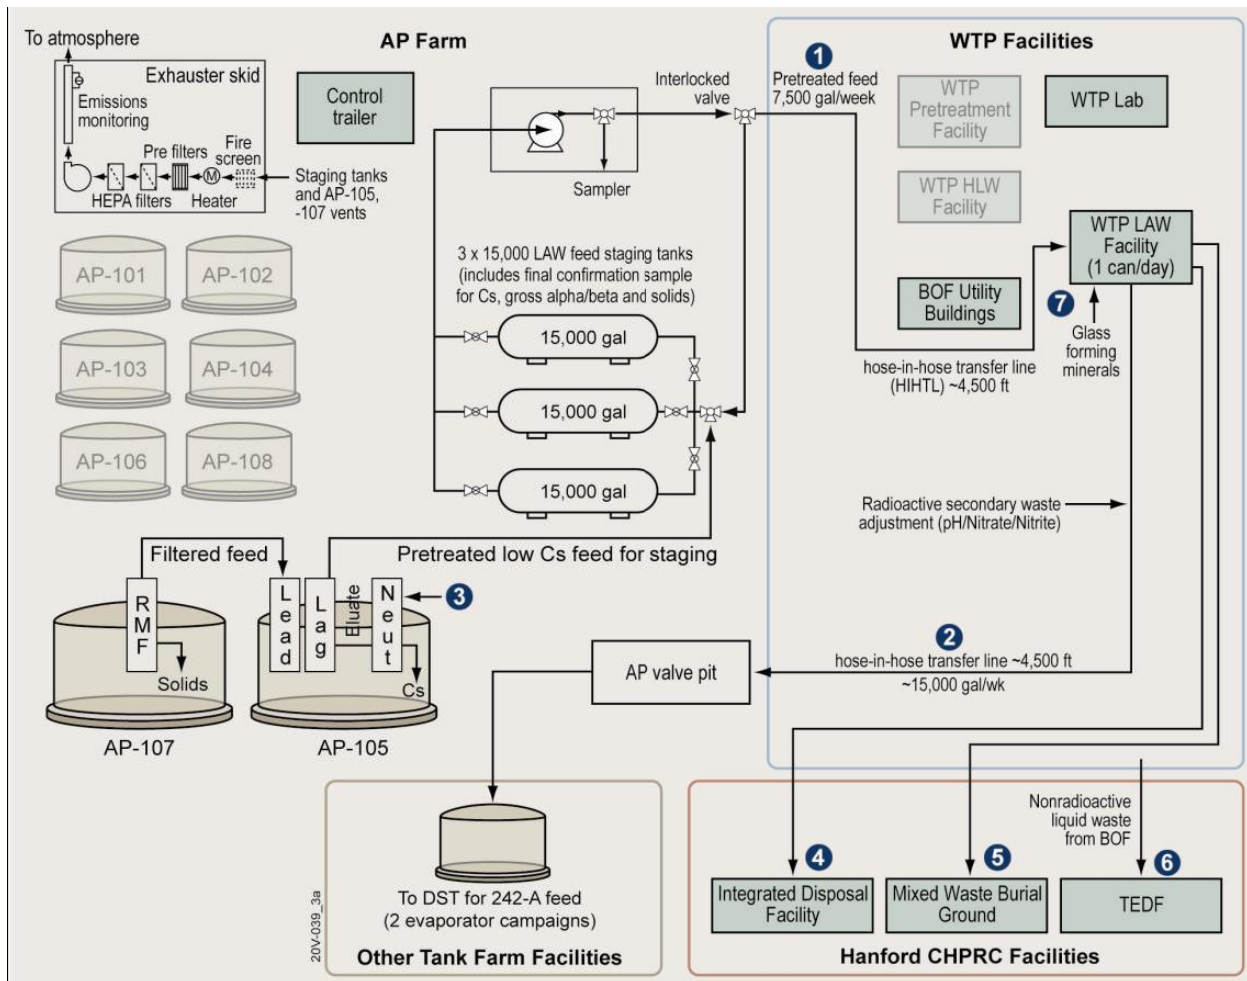 To atmosphere
Exhauster skid
Emissions
monitoring
Pre filters
Fire
screen
M
HEPA filters
Heater
Staging tanks
and AP-105,
-107 vents
AP Farm
Control
trailer
Sampler
Interlocked
valve
1
Pretreated feed
7,500 gal/week
WTP Facilities
WTP
Pretreatment
Facility
WTP Lab
WTP HLW
Facility
WTP LAW
Facility
(1 can/day)
BOF Utility
Buildings
7
Glass
forming
minerals
hose-in-hose transfer line
(HIHTL) ~4,500 ft
AP-101
AP-102
AP-103
AP-104
AP-106
AP-108
3 x 15,000 LAW feed staging tanks
(includes final confirmation sample
for Cs, gross alpha/beta and solids)
15,000 gal
15,000 gal
15,000 gal
Radioactive secondary waste
adjustment (pH/Nitrate/Nitrite)
Filtered feed
Pretreated low Cs feed for staging
RMF
Solids
AP-107
Lead
Lag
Eluate
Neut
Cs
3
AP-105
2
hose-in-hose transfer line ~4,500 ft
~15,000 gal/wk
AP valve pit
To DST for 242-A feed
(2 evaporator campaigns)
Other Tank Farm Facilities
20V-039_3a
Nonradioactive
liquid waste
from BOF
4
5
6
Integrated Disposal
Facility
Mixed Waste Burial
Ground
TEDF
Hanford CHPRC Facilities